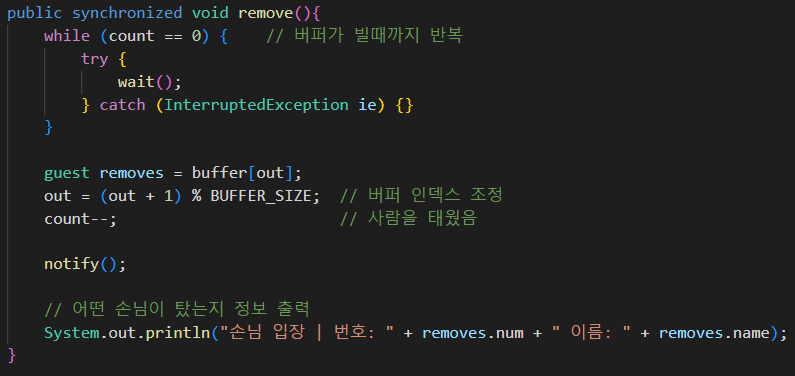 public synchronized void remove(){
    while (count == 0) {    // 버퍼가 빌때까지 반복
        try {
            wait();
        } catch (InterruptedException ie) {}
    }

    guest removes = buffer[out];
    out = (out + 1) % BUFFER_SIZE;  // 버퍼 인덱스 조정
    count--;                        // 사람을 태웠음

    notify();

    // 어떤 손님이 탔는지 정보 출력
    System.out.println("손님 입장 | 번호: " + removes.num + " 이름: " + removes.name);
}